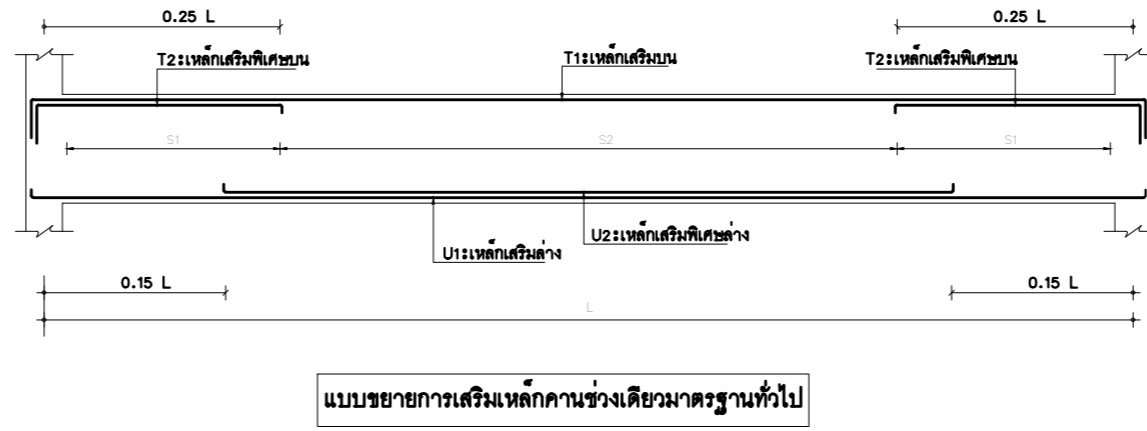 0.25 L 0.25 L
T2:เหล็กเสริมพิเศษบน T1:เหล็กเสริมบน T2:เหล็กเสริมพิเศษบน
S1 S2 S1
U2:เหล็กเสริมพิเศษล่าง
U1:เหล็กเสริมล่าง
0.15 L 0.15 L
L
แบบขยายการเสริมเหล็กคานช่วงเดียวมาตรฐานทั่วไป